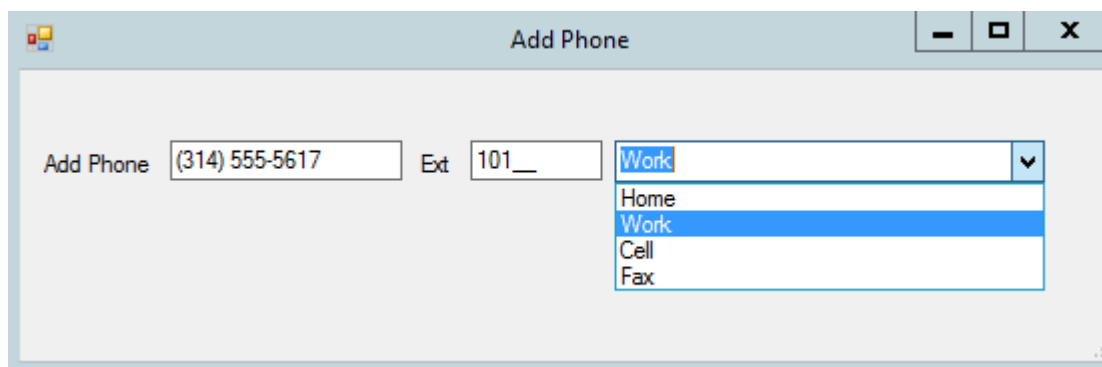 Add Phone
Add Phone (314) 555-5617 Ext 101__ Work
Home
Work
Cell
Fax